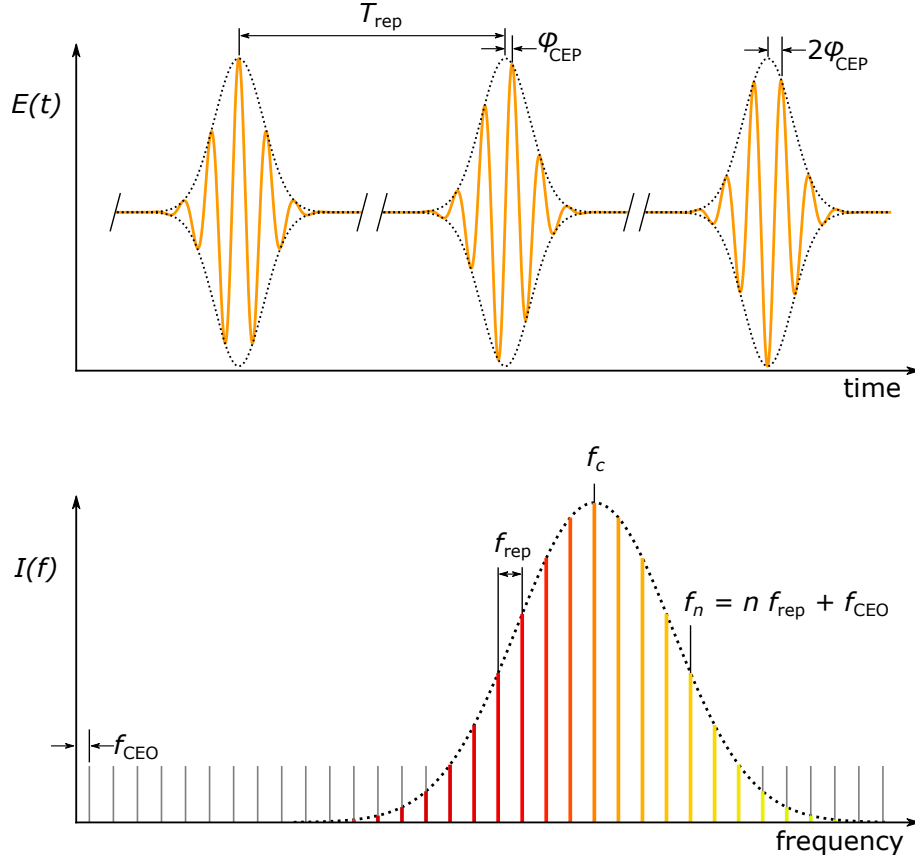 T_rep
φ_CEP
2φ_CEP
E(t)
time
f_c
f_rep
I(f)
f_n = n f_rep + f_CEO
f_CEO
frequency